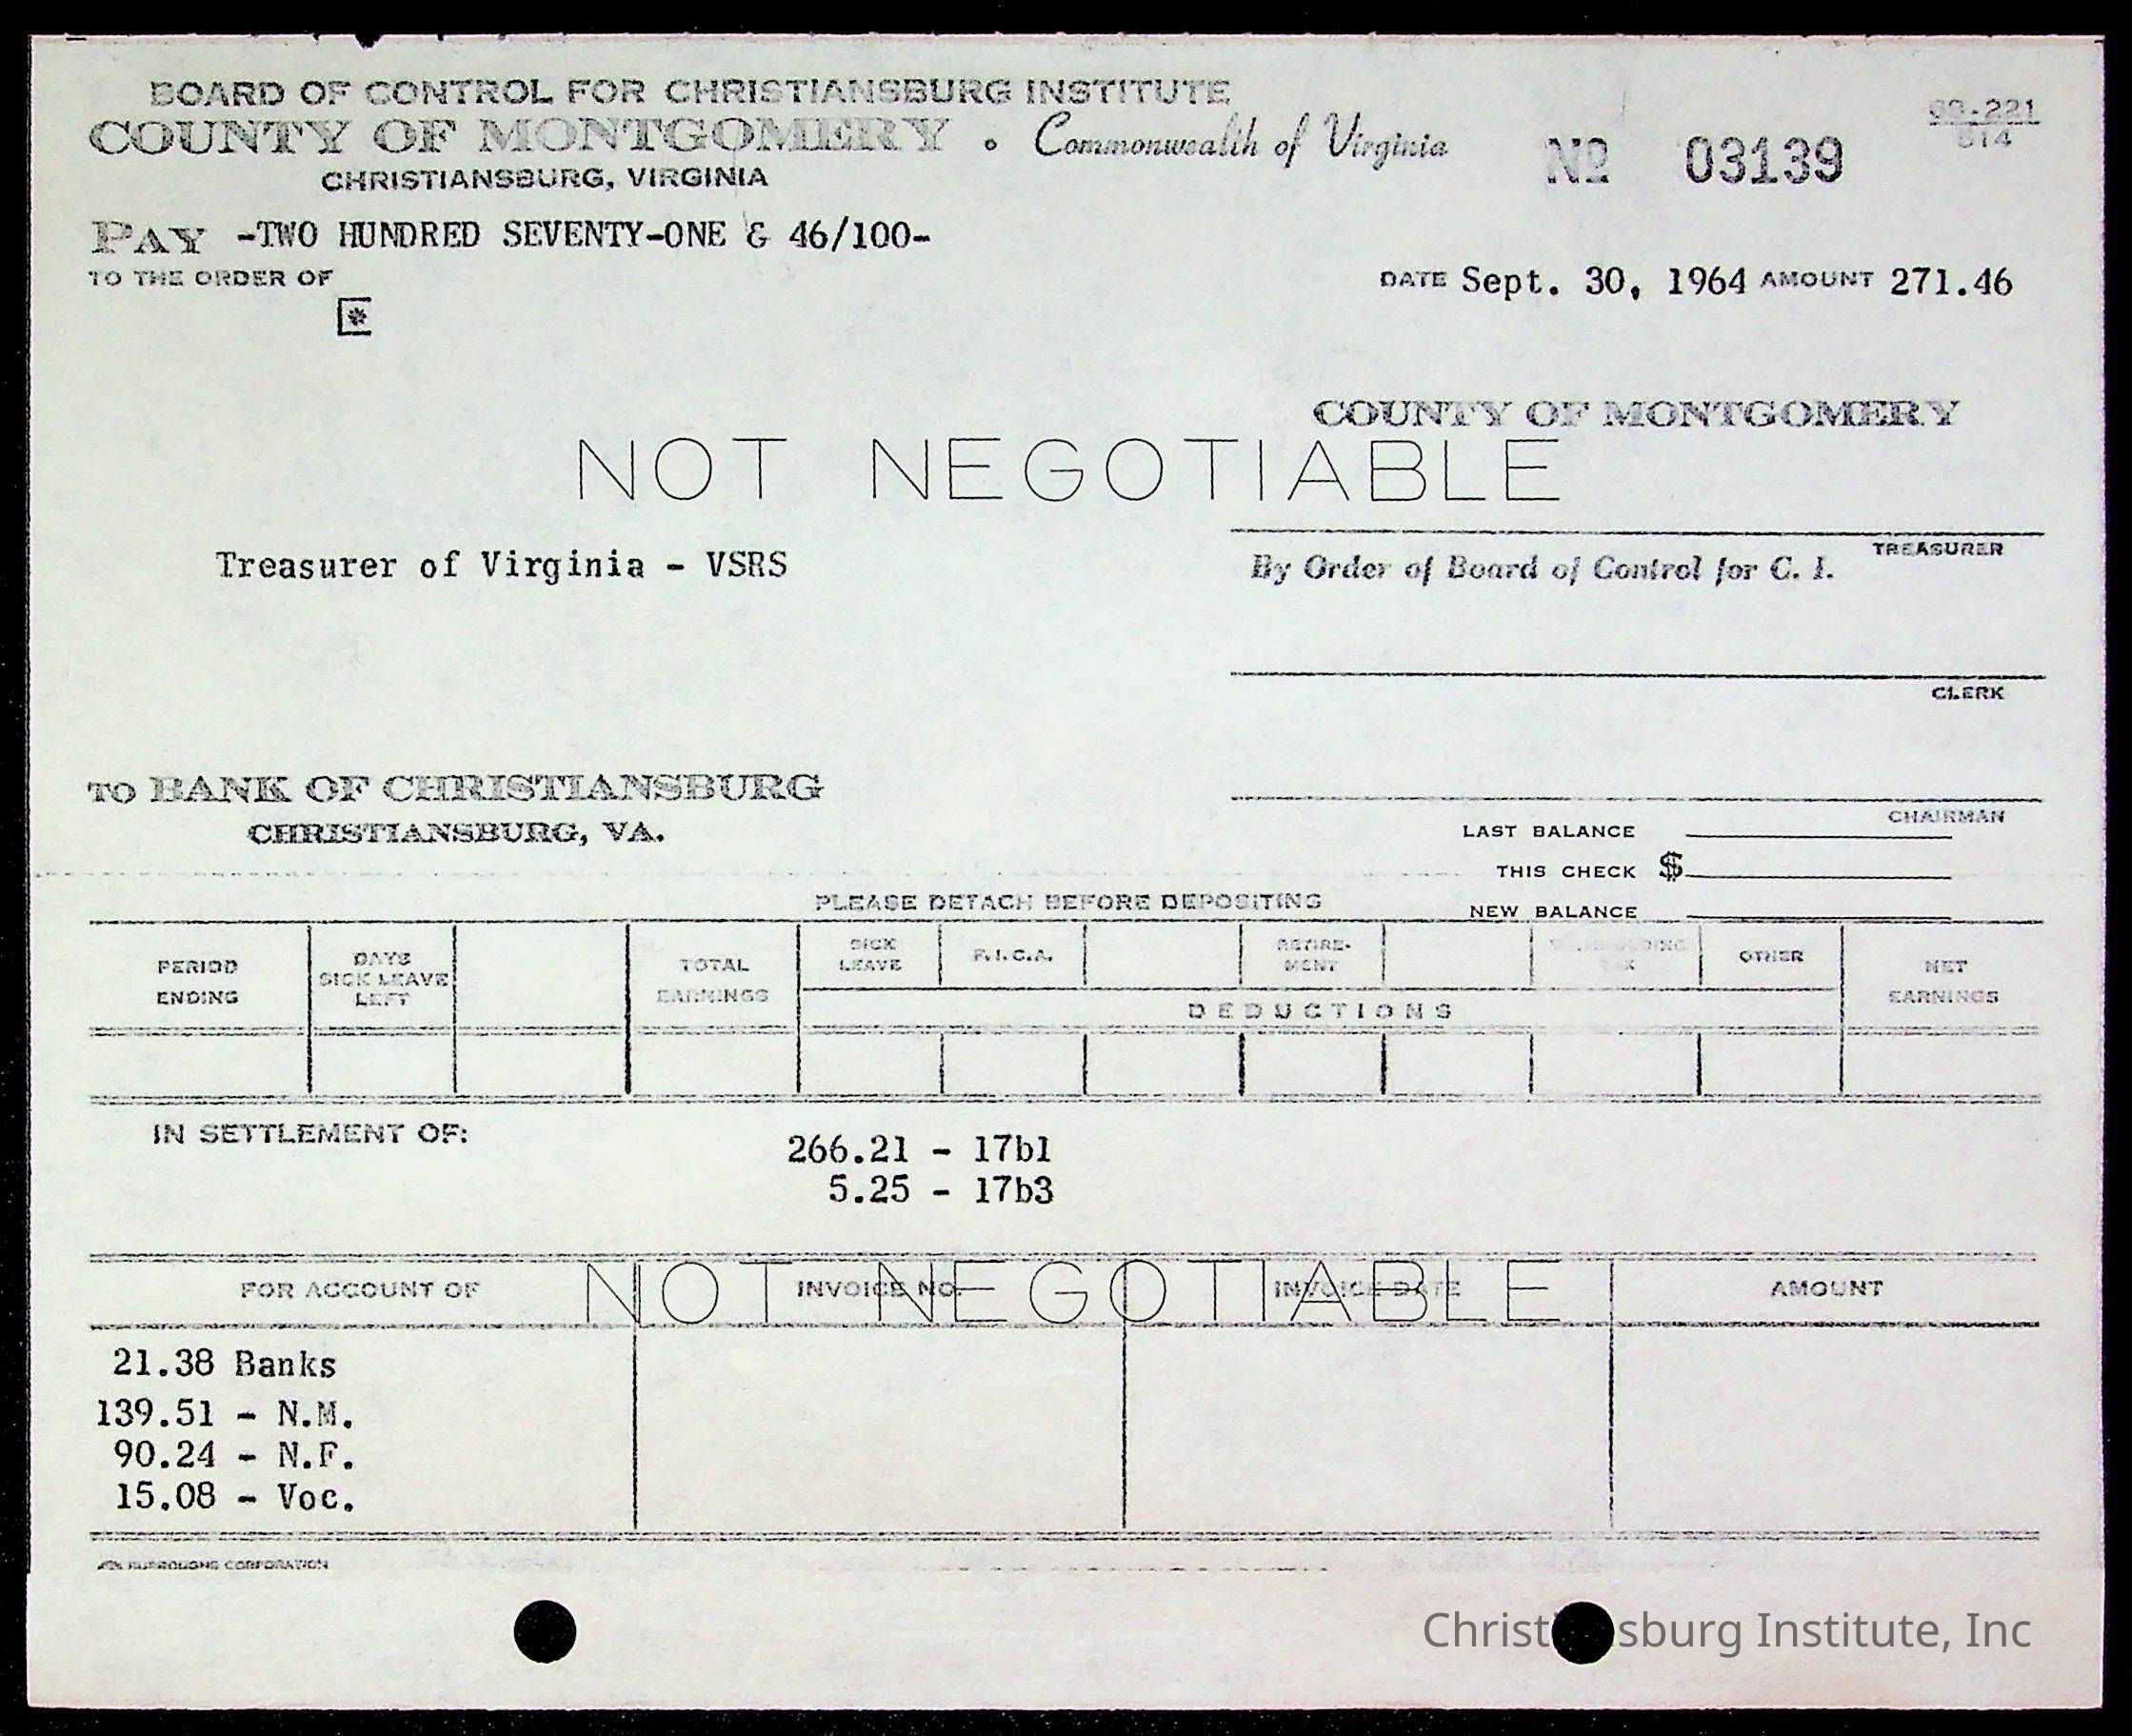 BOARD OF CONTROL FOR CHRISTIANSBURG INSTITUTE
COUNTY OF MONTGOMERY • Commonwealth of Virginia
CHRISTIANSBURG, VIRGINIA
Nº 03139
221
514
PAY -TWO HUNDRED SEVENTY-ONE & 46/100-
TO THE ORDER OF
DATE Sept. 30, 1964 AMOUNT 271.46
COUNTY OF MONTGOMERY
NOT NEGOTIABLE
TREASURER
Treasurer of Virginia - VSRS
By Order of Board of Control for C. I.
CLERK
TO BANK OF CHRISTIANSBURG
CHRISTIANSBURG, VA.
CHAIRMAN
LAST BALANCE
THIS CHECK $
NEW BALANCE
PLEASE DETACH BEFORE DEPOSITING
PERIOD ENDING
DAYS SICK LEAVE LEFT
TOTAL EARNINGS
SICK LEAVE
F.I.C.A.
RETIRE-MENT
OTHER
NET EARNINGS
DEDUCTIONS
IN SETTLEMENT OF:
266.21 - 17b1
5.25 - 17b3
NOT NEGOTIABLE
FOR ACCOUNT OF INVOICE NO. INVOICE DATE AMOUNT
21.38 Banks
139.51 - N.M.
90.24 - N.F.
15.08 - Voc.
BURROUGHS CORPORATION
Christ sburg Institute, Inc